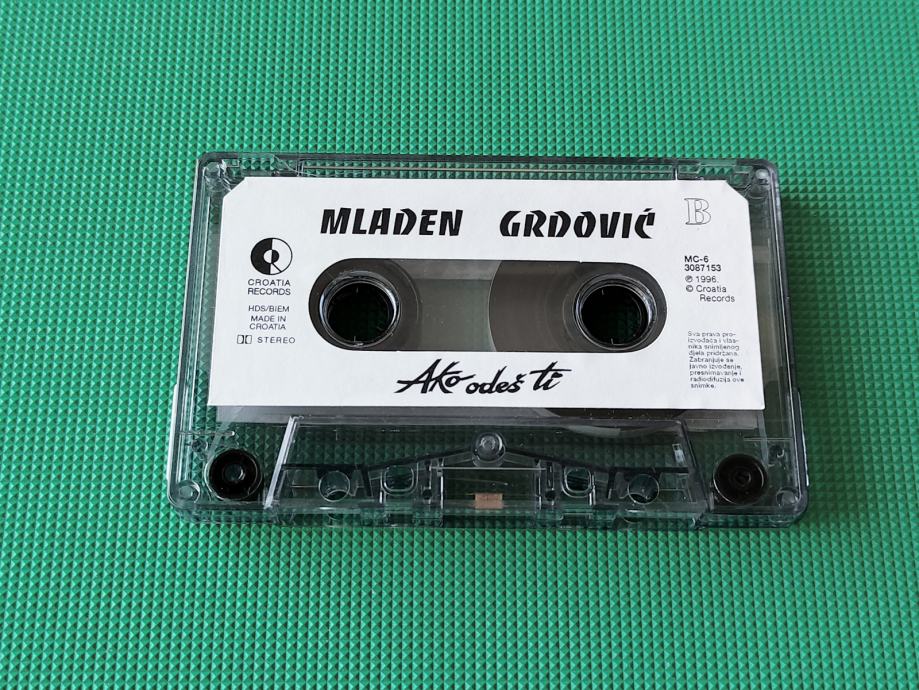 MLADEN GRDOVIĆ
B
CROATIA
RECORDS
HDS/BIEM
MADE IN
CROATIA
STEREO
MC-6
3087153
℗ 1996.
© Croatia
Records
Sva prava pro-
izvođača i vlas-
nika snimljenog
djela pridržana.
Zabranjuje se
javno izvođenje,
presnimavanje i
radiodifuzija ove
snimke.
Ako odeš ti